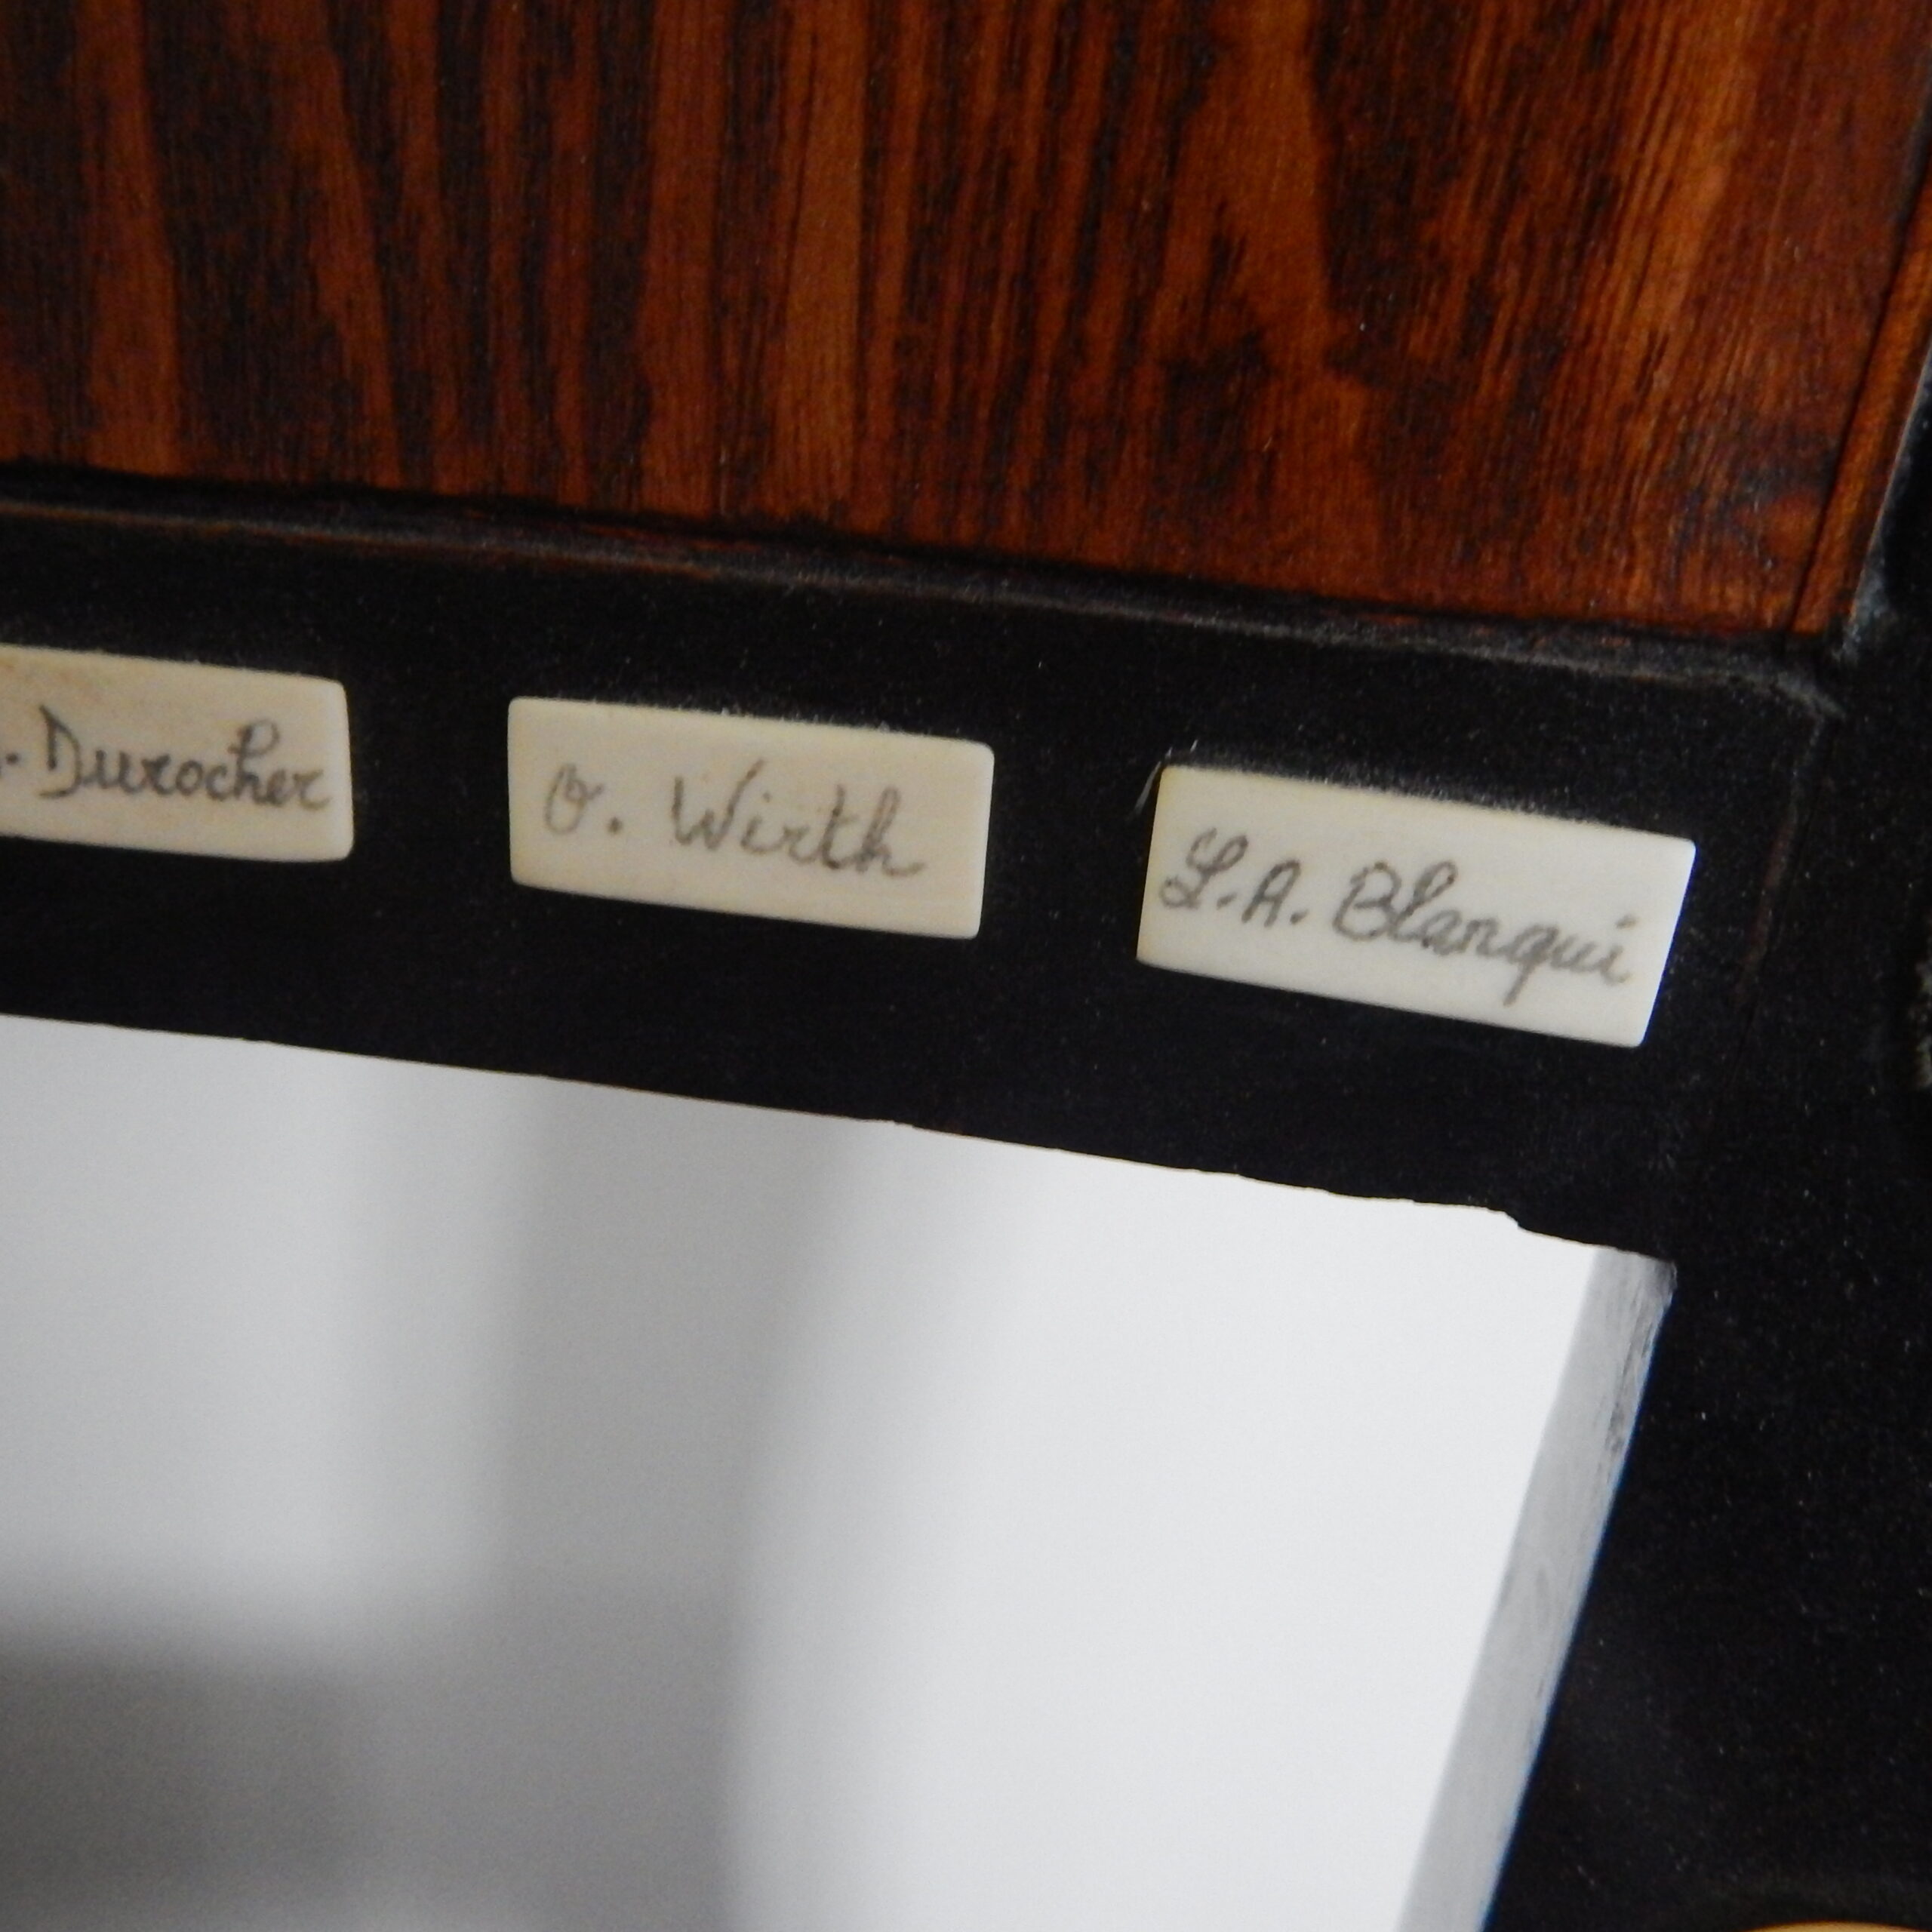 . Durocher
O. Wirth
L.A. Blanqui